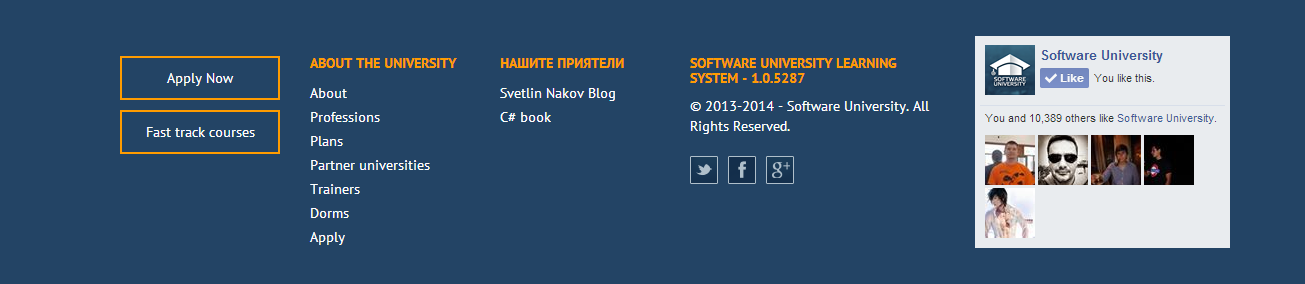 Apply Now
Fast track courses
ABOUT THE UNIVERSITY
About
Professions
Plans
Partner universities
Trainers
Dorms
Apply
НАШИТЕ ПРИЯТЕЛИ
Svetlin Nakov Blog
C# book
SOFTWARE UNIVERSITY LEARNING
SYSTEM - 1.0.5287
© 2013-2014 - Software University. All
Rights Reserved.
f
g+
SOFTWARE
UNIVERSITY
Software University
Like
You like this.
You and 10,389 others like Software University.